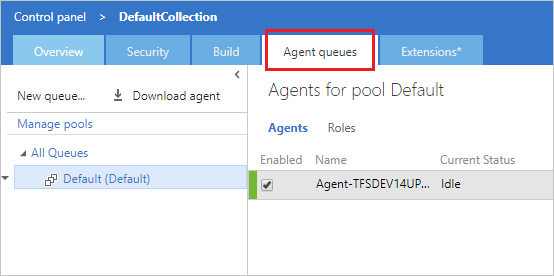 Control panel > DefaultCollection
Overview Security Build Agent queues Extensions*
New queue... Download agent
Manage pools
All Queues
Default (Default)
Agents for pool Default
Agents Roles
Enabled Name Current Status
Agent-TFSDEV14UP... Idle